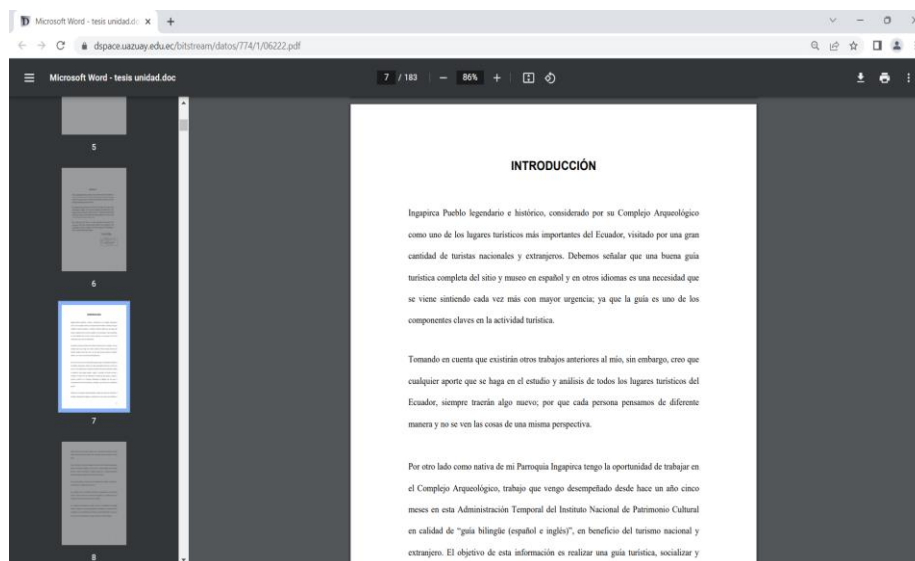 Microsoft Word - tesis unidad.do
dspace.uazuay.edu.ec/bitstream/datos/774/1/06222.pdf
Microsoft Word - tesis unidad.doc
7 / 183
86%
5
6
7
8
INTRODUCCIÓN
Ingapirca Pueblo legendario e histórico, considerado por su Complejo Arqueológico
como uno de los lugares turísticos más importantes del Ecuador, visitado por una gran
cantidad de turistas nacionales y extranjeros. Debemos señalar que una buena guía
turística completa del sitio y museo en español y en otros idiomas es una necesidad que
se viene sintiendo cada vez más con mayor urgencia; ya que la guía es uno de los
componentes claves en la actividad turística.
Tomando en cuenta que existirán otros trabajos anteriores al mío, sin embargo, creo que
cualquier aporte que se haga en el estudio y análisis de todos los lugares turísticos del
Ecuador, siempre traerán algo nuevo; por que cada persona pensamos de diferente
manera y no se ven las cosas de una misma perspectiva.
Por otro lado como nativa de mi Parroquia Ingapirca tengo la oportunidad de trabajar en
el Complejo Arqueológico, trabajo que vengo desempeñado desde hace un año cinco
meses en esta Administración Temporal del Instituto Nacional de Patrimonio Cultural
en calidad de “guía bilingüe (español e inglés)”, en beneficio del turismo nacional y
extranjero. El objetivo de esta información es realizar una guía turística, socializar y